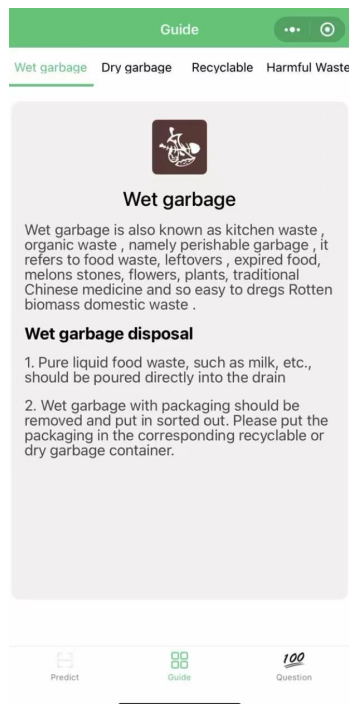 Guide
Wet garbage Dry garbage Recyclable Harmful Waste
Wet garbage
Wet garbage is also known as kitchen waste ,
organic waste , namely perishable garbage , it
refers to food waste, leftovers , expired food,
melons stones, flowers, plants, traditional
Chinese medicine and so easy to dregs Rotten
biomass domestic waste .
Wet garbage disposal
1. Pure liquid food waste, such as milk, etc.,
should be poured directly into the drain
2. Wet garbage with packaging should be
removed and put in sorted out. Please put the
packaging in the corresponding recyclable or
dry garbage container.
100
Predict Guide Question